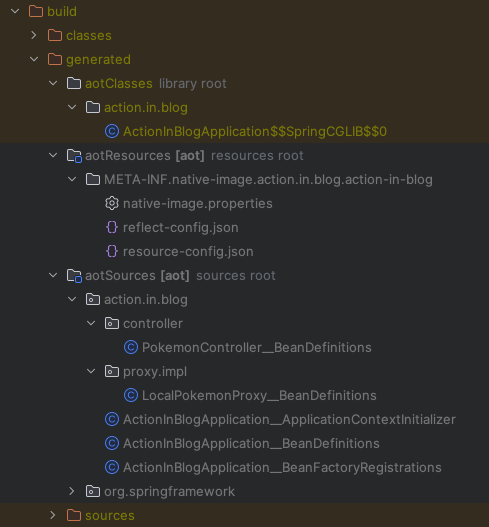 build
classes
generated
aotClasses library root
action.in.blog
ActionInBlogApplication$$SpringCGLIB$$0
aotResources [aot] resources root
META-INF.native-image.action.in.blog.action-in-blog
native-image.properties
reflect-config.json
resource-config.json
aotSources [aot] sources root
action.in.blog
controller
PokemonController__BeanDefinitions
proxy.impl
LocalPokemonProxy__BeanDefinitions
ActionInBlogApplication__ApplicationContextInitializer
ActionInBlogApplication__BeanDefinitions
ActionInBlogApplication__BeanFactoryRegistrations
org.springframework
sources